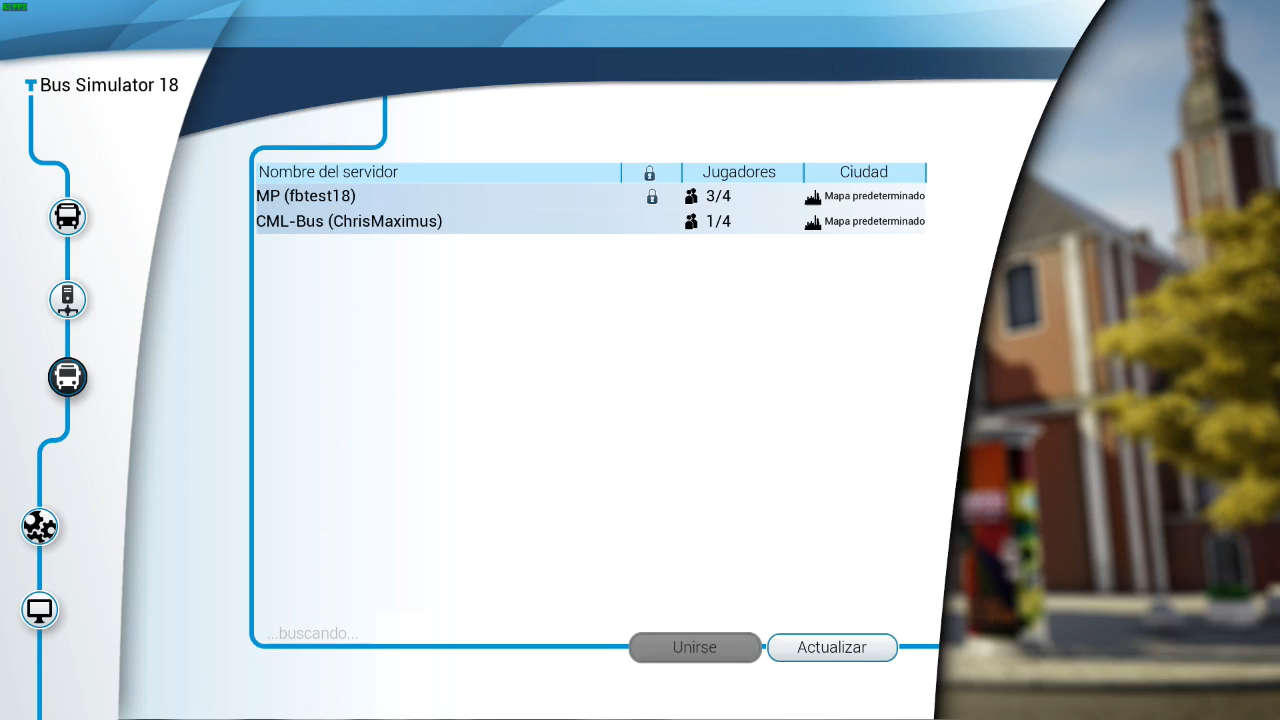 Bus Simulator 18
Nombre del servidor Jugadores Ciudad
MP (fbtest18) 3/4 Mapa predeterminado
CML-Bus (ChrisMaximus) 1/4 Mapa predeterminado
...buscando...
Unirse Actualizar